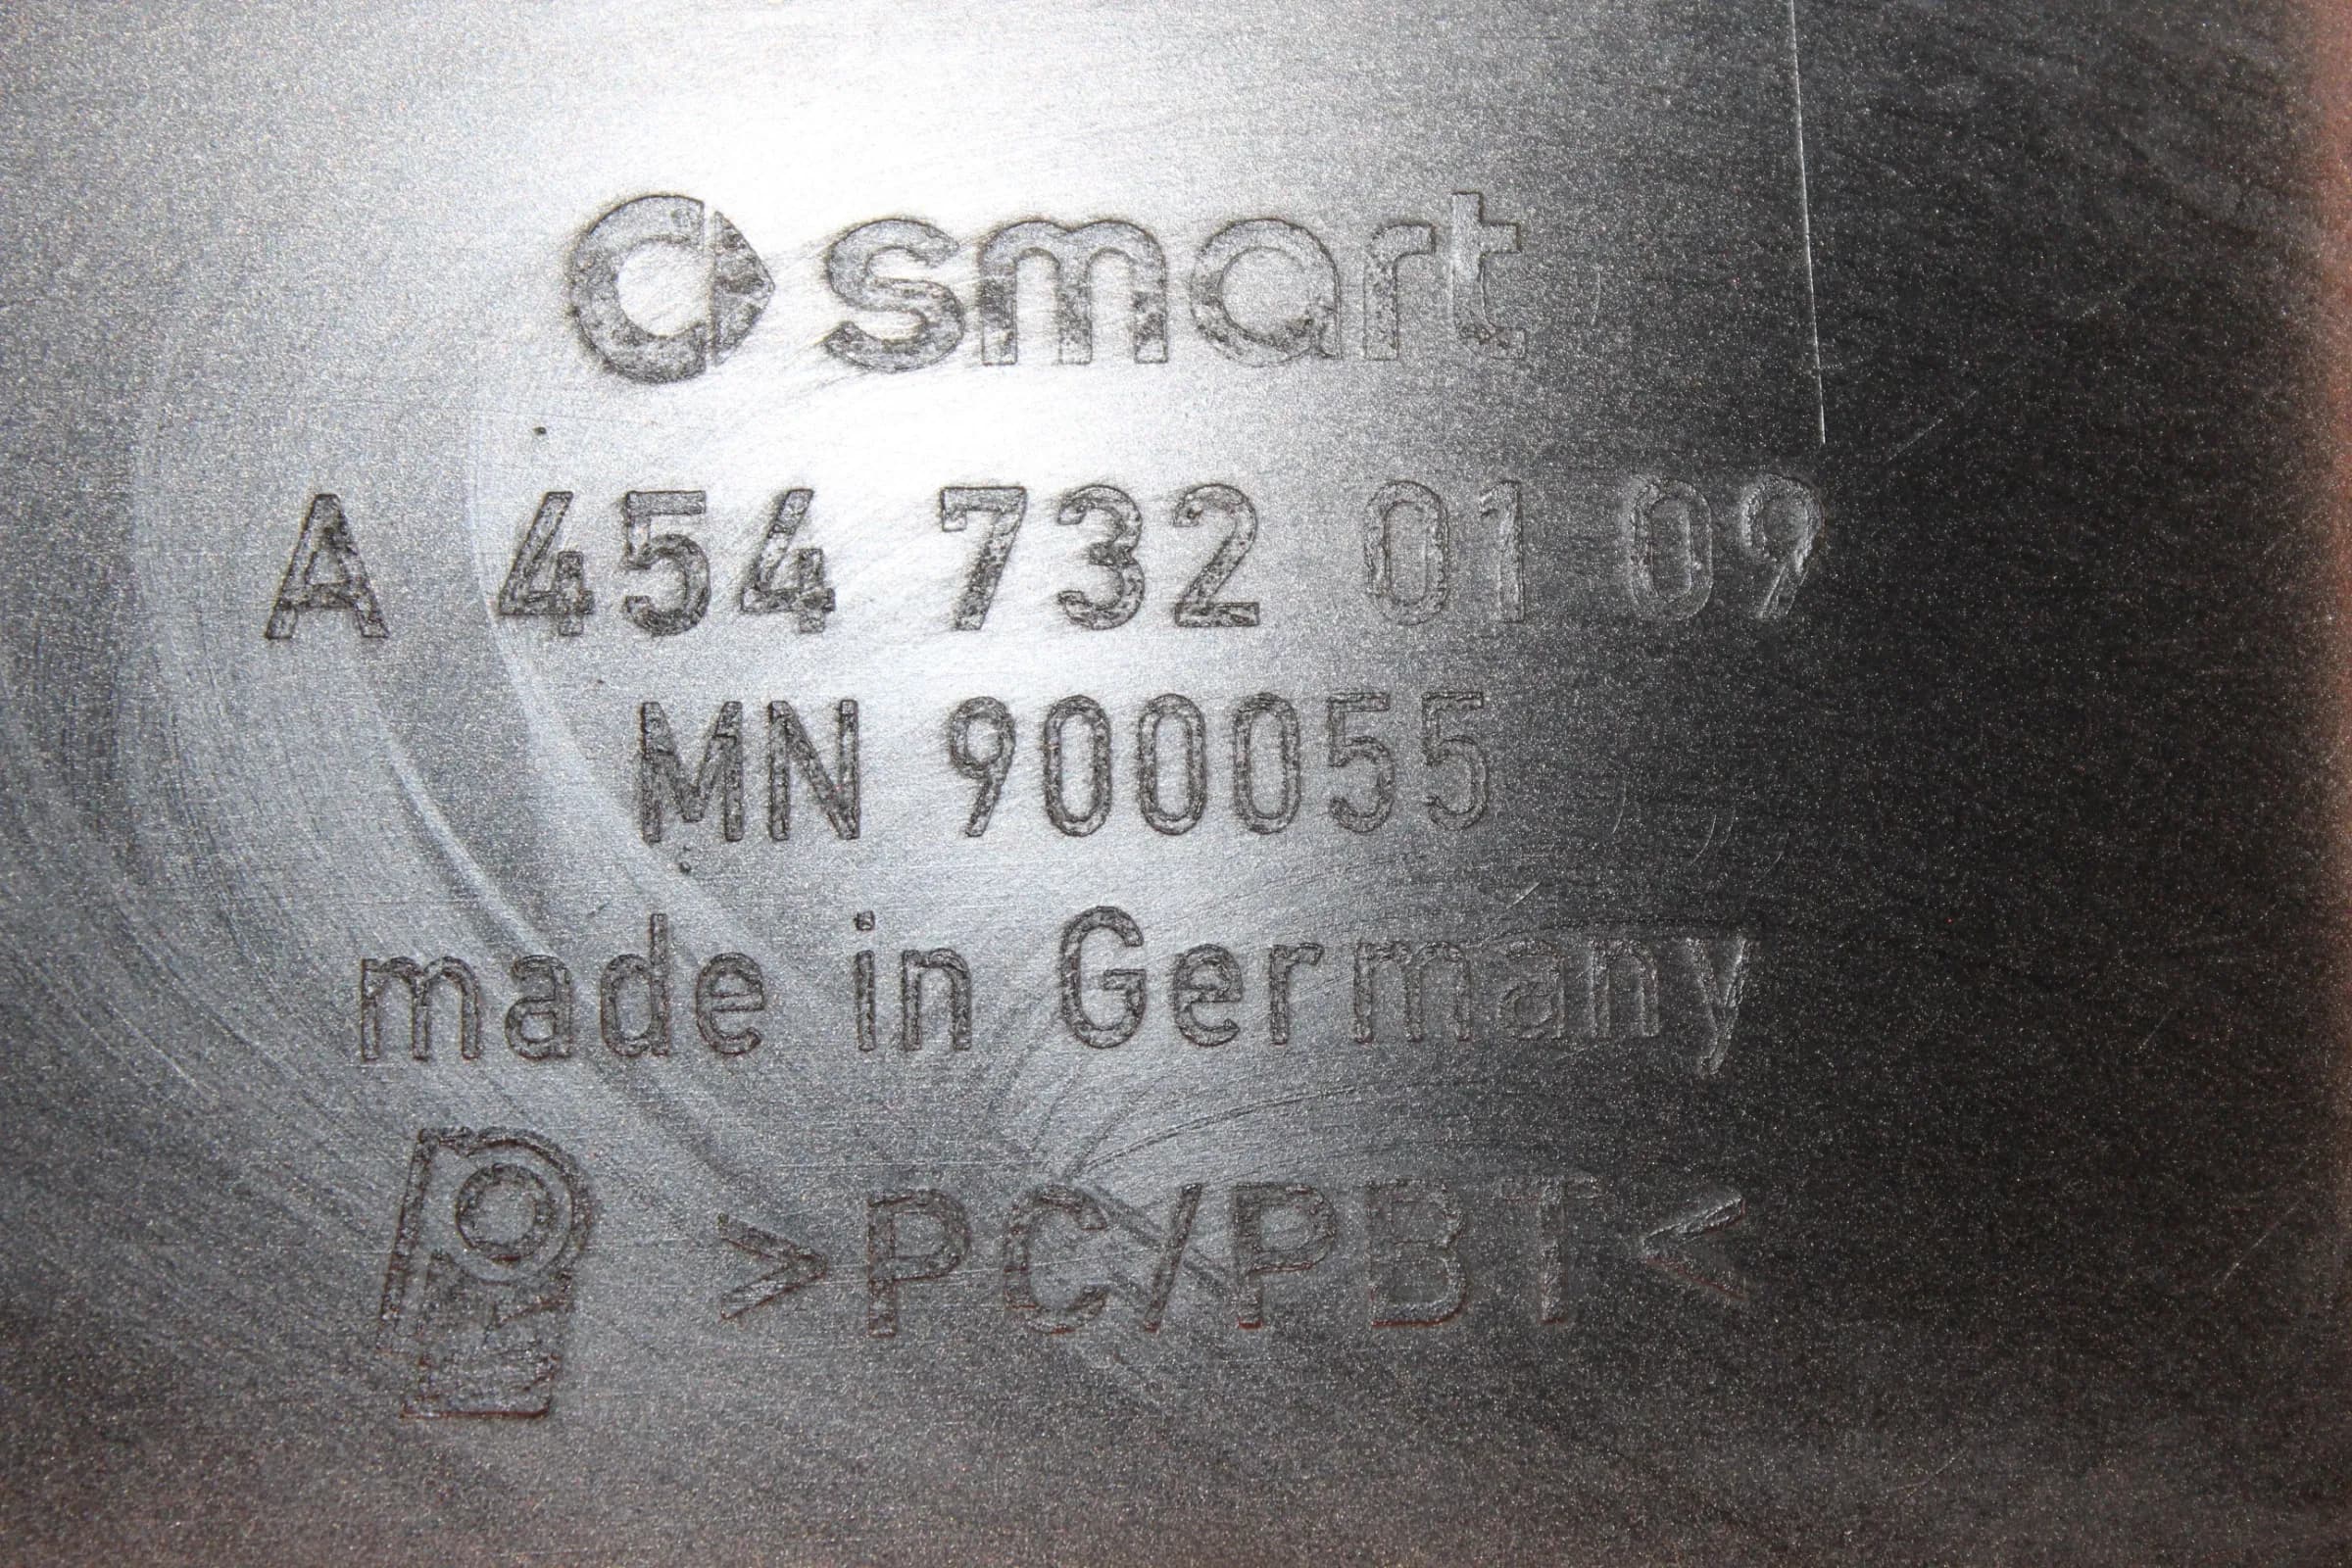 smart
A 454 732 01 09
MN 900055
made in Germany
>PC/PBT<